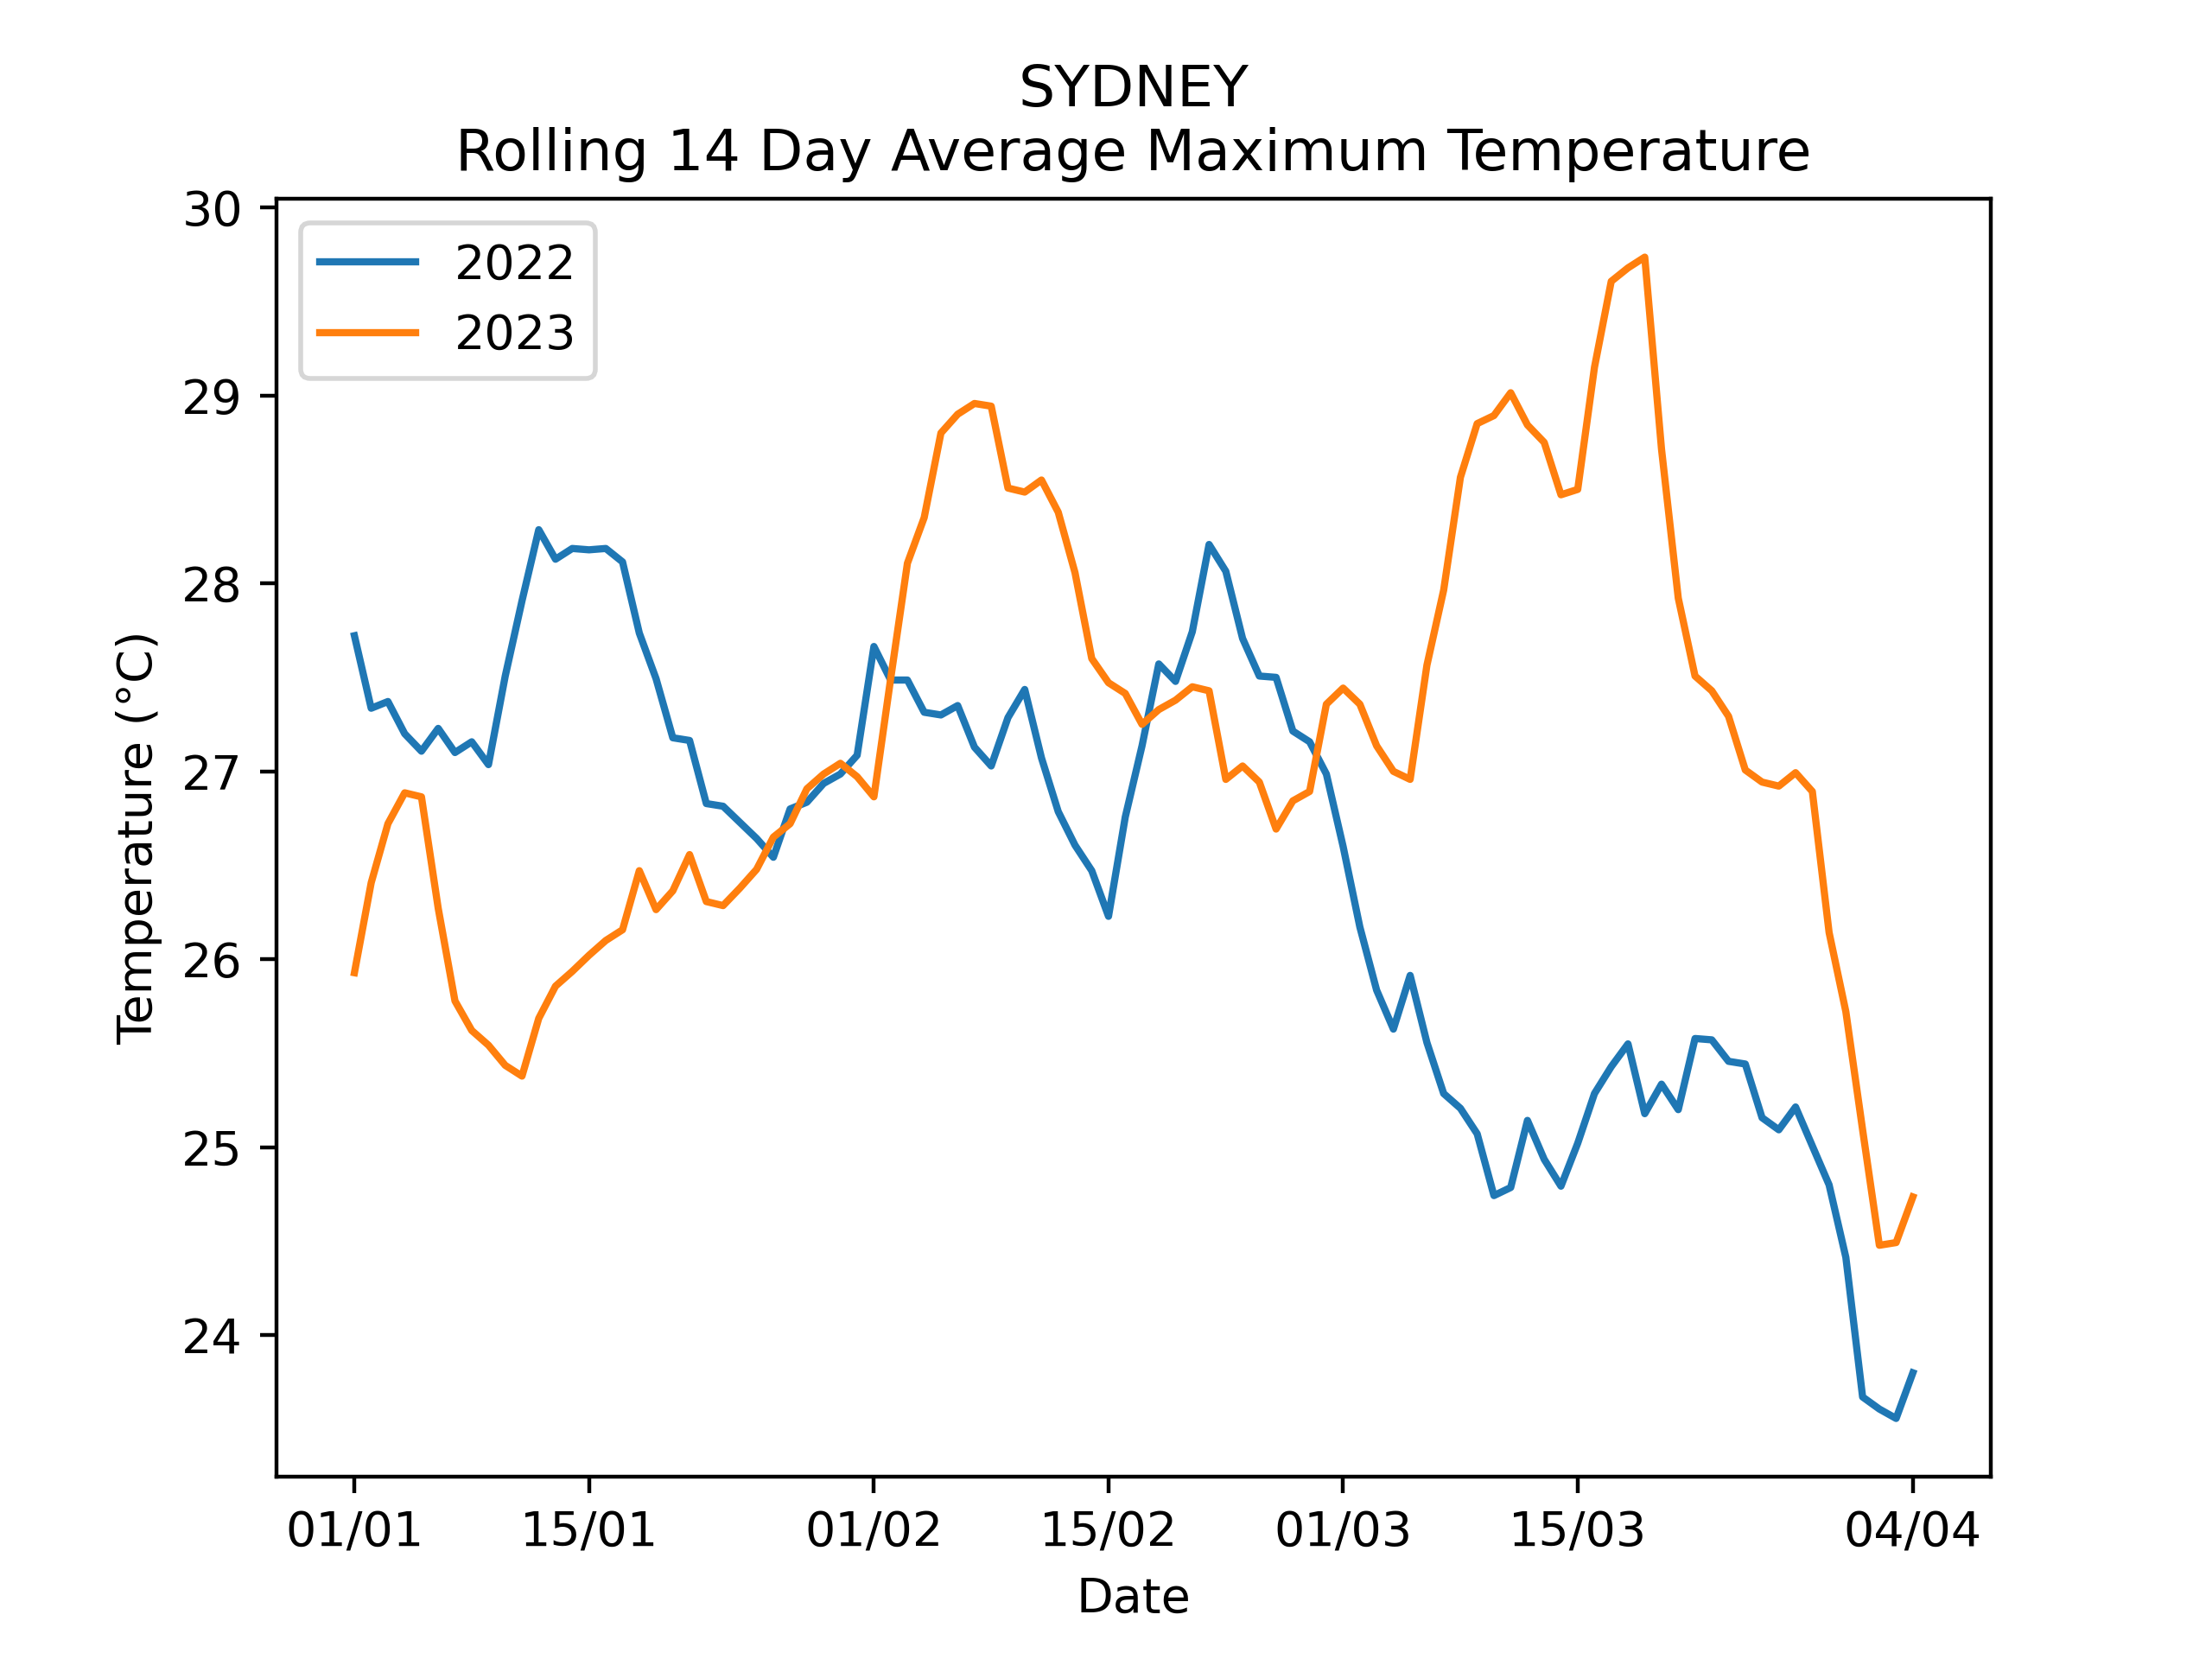 SYDNEY
Rolling 14 Day Average Maximum Temperature
30
29
28
27
26
25
24
2022
2023
Temperature (°C)
01/01 15/01 01/02 15/02 01/03 15/03 04/04
Date